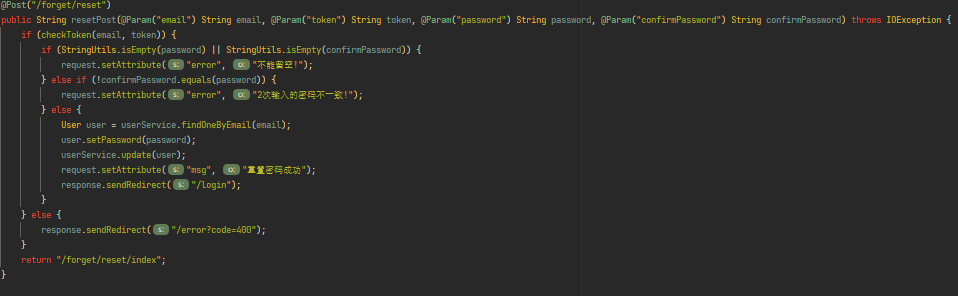 @Post("/forget/reset")
public String resetPost(@Param("email") String email, @Param("token") String token, @Param("password") String password, @Param("confirmPassword") String confirmPassword) throws IOException {
if (checkToken(email, token)) {
if (StringUtils.isEmpty(password) || StringUtils.isEmpty(confirmPassword)) {
request.setAttribute( s: "error", o: "不能留空!");
} else if (!confirmPassword.equals(password)) {
request.setAttribute( s: "error", o: "2次输入的密码不一致!");
} else {
User user = userService.findOneByEmail(email);
user.setPassword(password);
userService.update(user);
request.setAttribute( s: "msg", o: "重置密码成功");
response.sendRedirect( s: "/login");
}
} else {
response.sendRedirect( s: "/error?code=400");
}
return "/forget/reset/index";
}